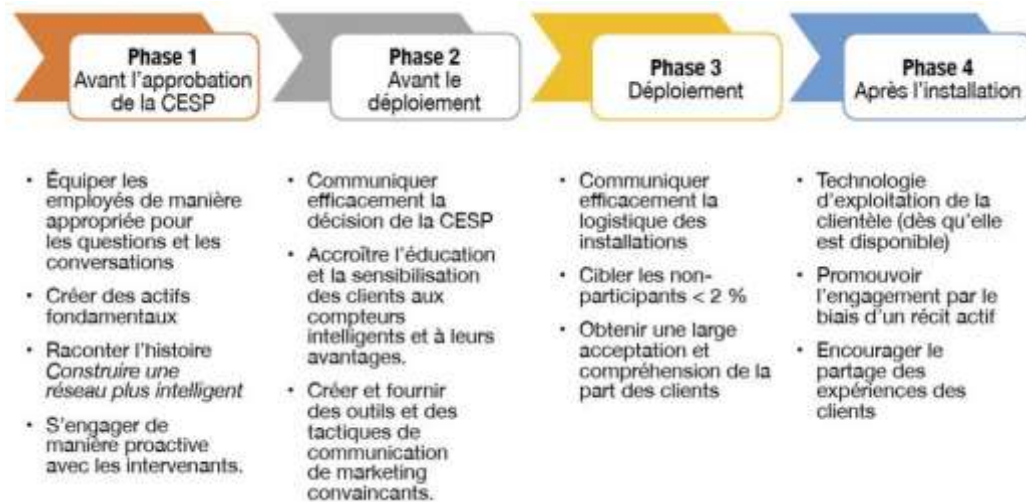 Phase 1
Avant l'approbation
de la CESP
Phase 2
Avant le
déploiement
Phase 3
Déploiement
Phase 4
Après l'installation
• Équiper les
employés de manière
appropriée pour
les questions et les
conversations
• Créer des actifs
fondamentaux
• Raconter l'histoire
Construire une
réseau plus intelligent
• S'engager de
manière proactive
avec les intervenants.
• Communiquer
efficacement la
décision de la CESP
• Accroître l'éducation
et la sensibilisation
des clients aux
compteurs
intelligents et à leurs
avantages.
• Créer et fournir
des outils et des
tactiques de
communication
de marketing
convaincants.
• Communiquer
efficacement la
logistique des
installations
• Cibler les non-
participants < 2 %
• Obtenir une large
acceptation et
compréhension de la
part des clients
• Technologie
d'exploitation de la
clientèle (dès qu'elle
est disponible)
• Promouvoir
l'engagement par le
biais d'un récit actif
• Encourager le
partage des
expériences des
clients